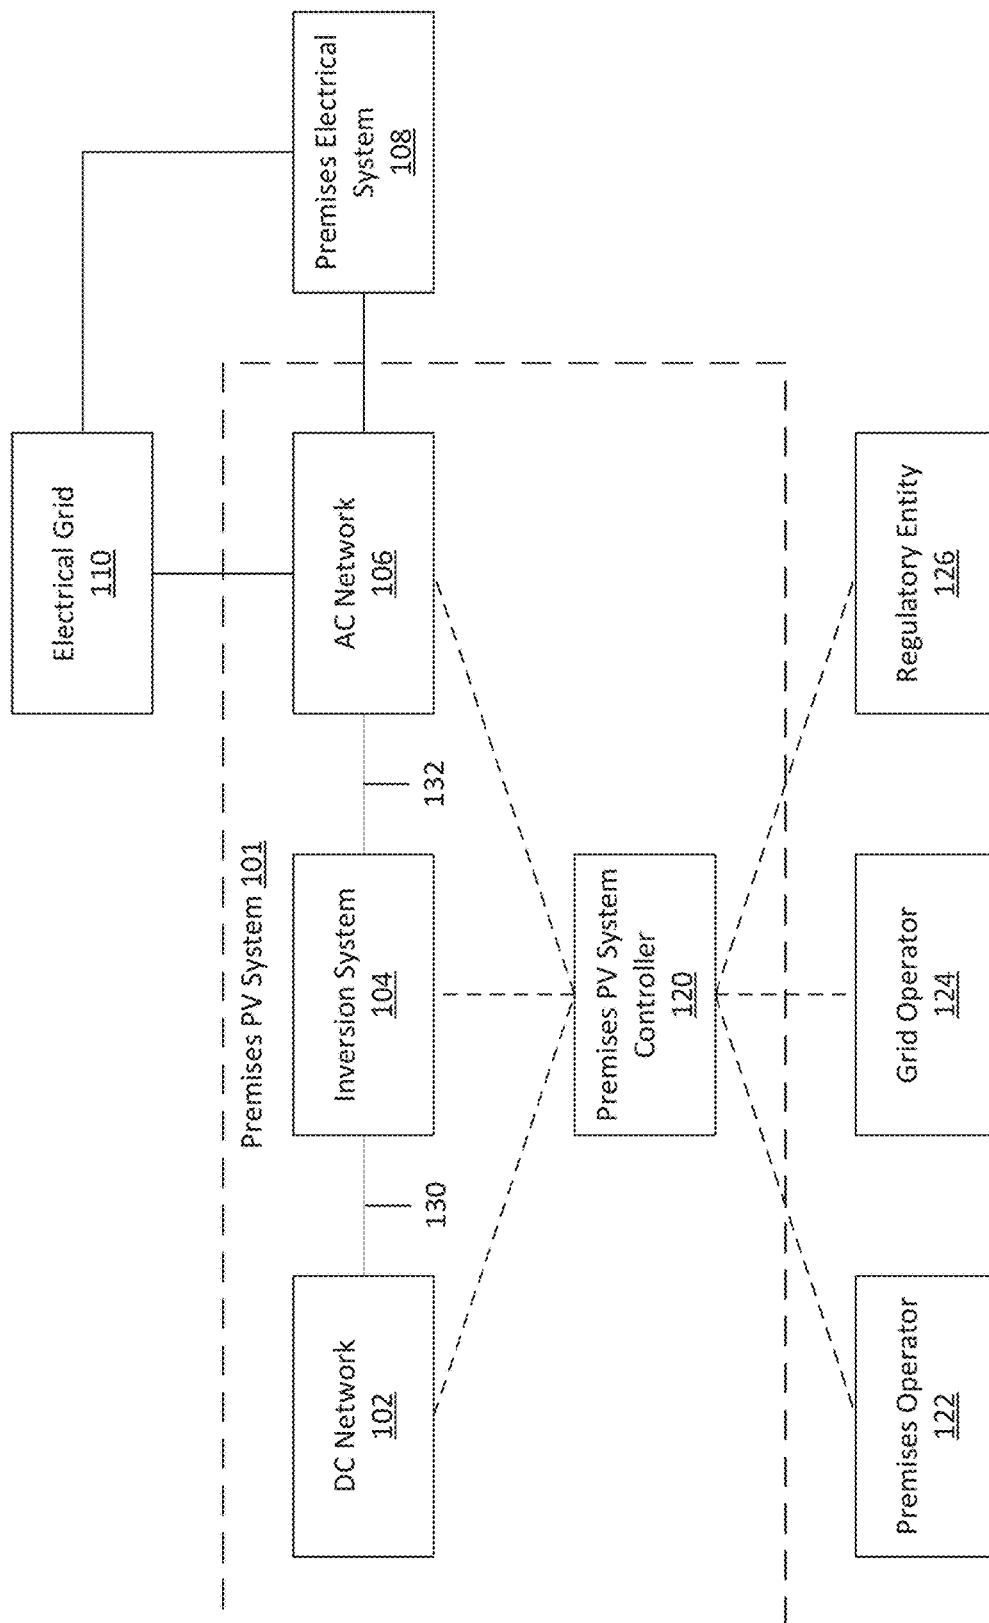 Electrical Grid
110
Premises PV System 101
DC Network
102
130
Inversion System
104
132
AC Network
106
Premises Electrical
System
108
Premises PV System
Controller
120
Premises Operator
122
Grid Operator
124
Regulatory Entity
126